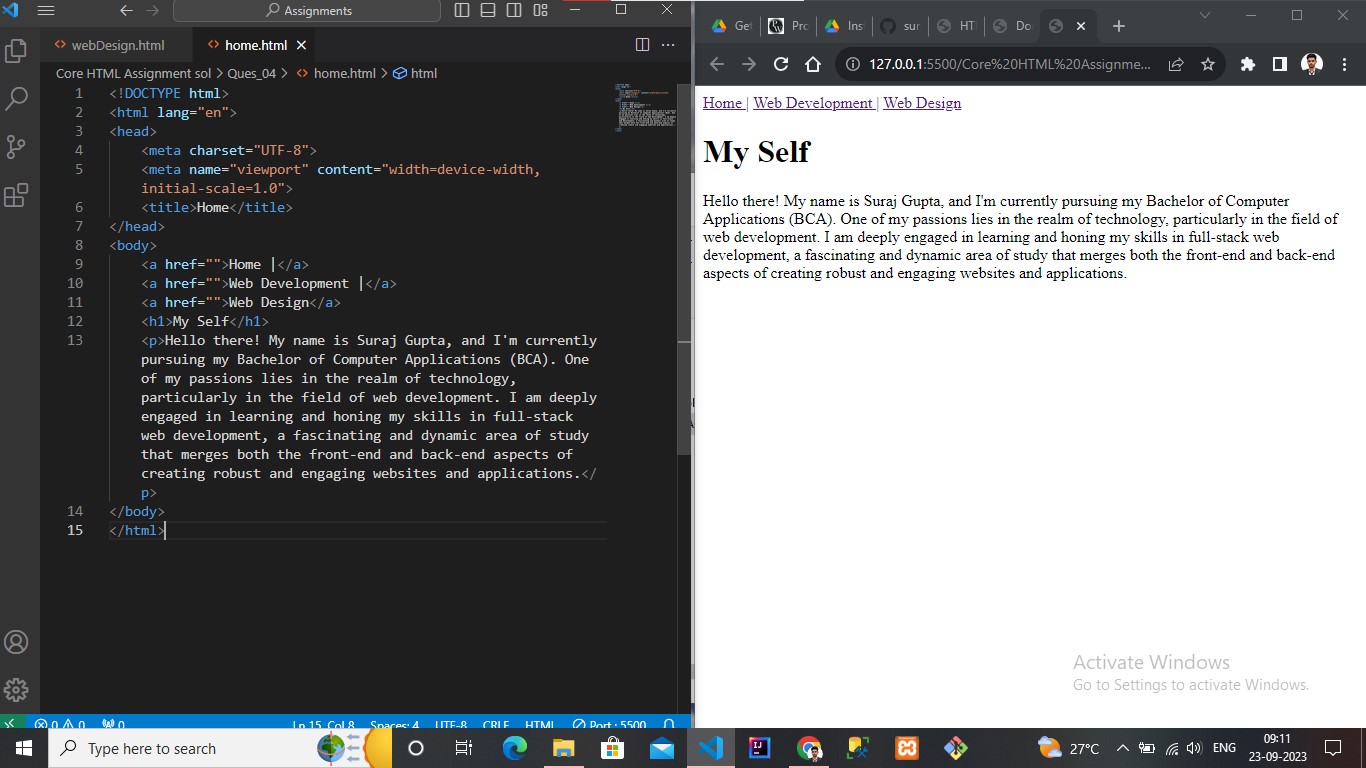 Assignments
webDesign.html
home.html
Core HTML Assignment sol > Ques_04 > home.html > html
1 <!DOCTYPE html>
2 <html lang="en">
3 <head>
4 <meta charset="UTF-8">
5 <meta name="viewport" content="width=device-width,
initial-scale=1.0">
6 <title>Home</title>
7 </head>
8 <body>
9 <a href="">Home |</a>
10 <a href="">Web Development |</a>
11 <a href="">Web Design</a>
12 <h1>My Self</h1>
13 <p>Hello there! My name is Suraj Gupta, and I'm currently
pursuing my Bachelor of Computer Applications (BCA). One
of my passions lies in the realm of technology,
particularly in the field of web development. I am deeply
engaged in learning and honing my skills in full-stack
web development, a fascinating and dynamic area of study
that merges both the front-end and back-end aspects of
creating robust and engaging websites and applications.</
p>
14 </body>
15 </html>
0 0 0
Ln 15, Col 8 Spaces: 4 UTF-8 CRLF HTML Port : 5500
Get Pro Ins sur HTI Do
127.0.0.1:5500/Core%20HTML%20Assignme...
Home | Web Development | Web Design
My Self
Hello there! My name is Suraj Gupta, and I'm currently pursuing my Bachelor of Computer
Applications (BCA). One of my passions lies in the realm of technology, particularly in the field of
web development. I am deeply engaged in learning and honing my skills in full-stack web
development, a fascinating and dynamic area of study that merges both the front-end and back-end
aspects of creating robust and engaging websites and applications.
Activate Windows
Go to Settings to activate Windows.
Type here to search
27°C
ENG
09:11
23-09-2023